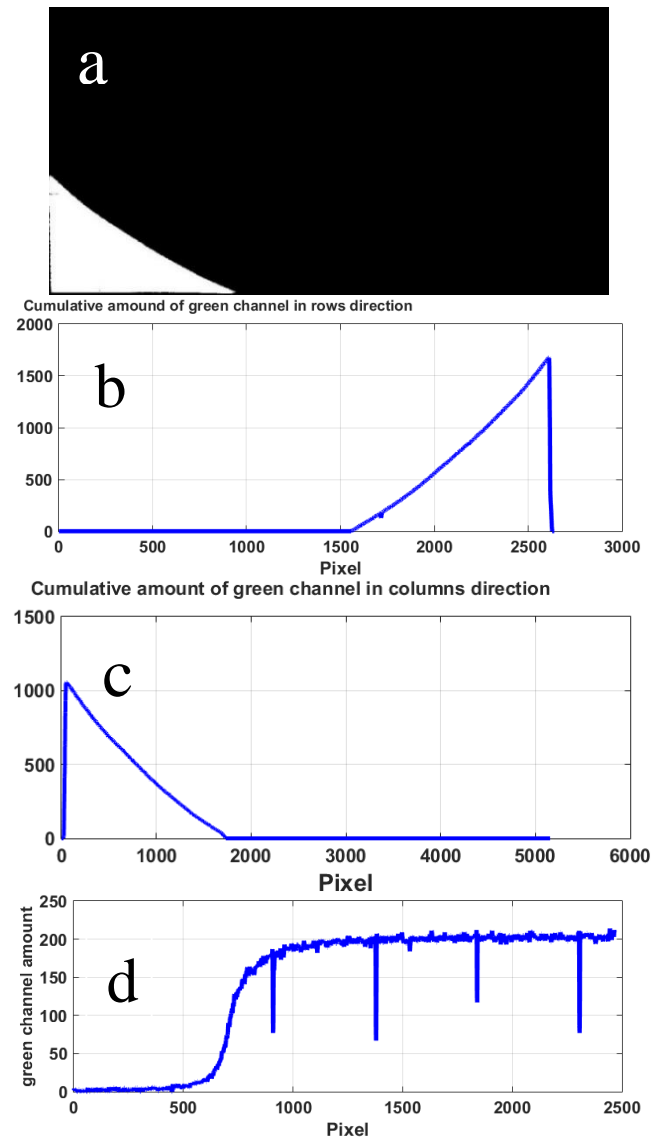 a
Cumulative amound of green channel in rows direction
2000
1500
1000
500
0
b
0 500 1000 1500 2000 2500 3000
Pixel
Cumulative amount of green channel in columns direction
1500
1000
500
0
c
0 1000 2000 3000 4000 5000 6000
Pixel
green channel amount
250
200
150
100
50
0
d
0 500 1000 1500 2000 2500
Pixel